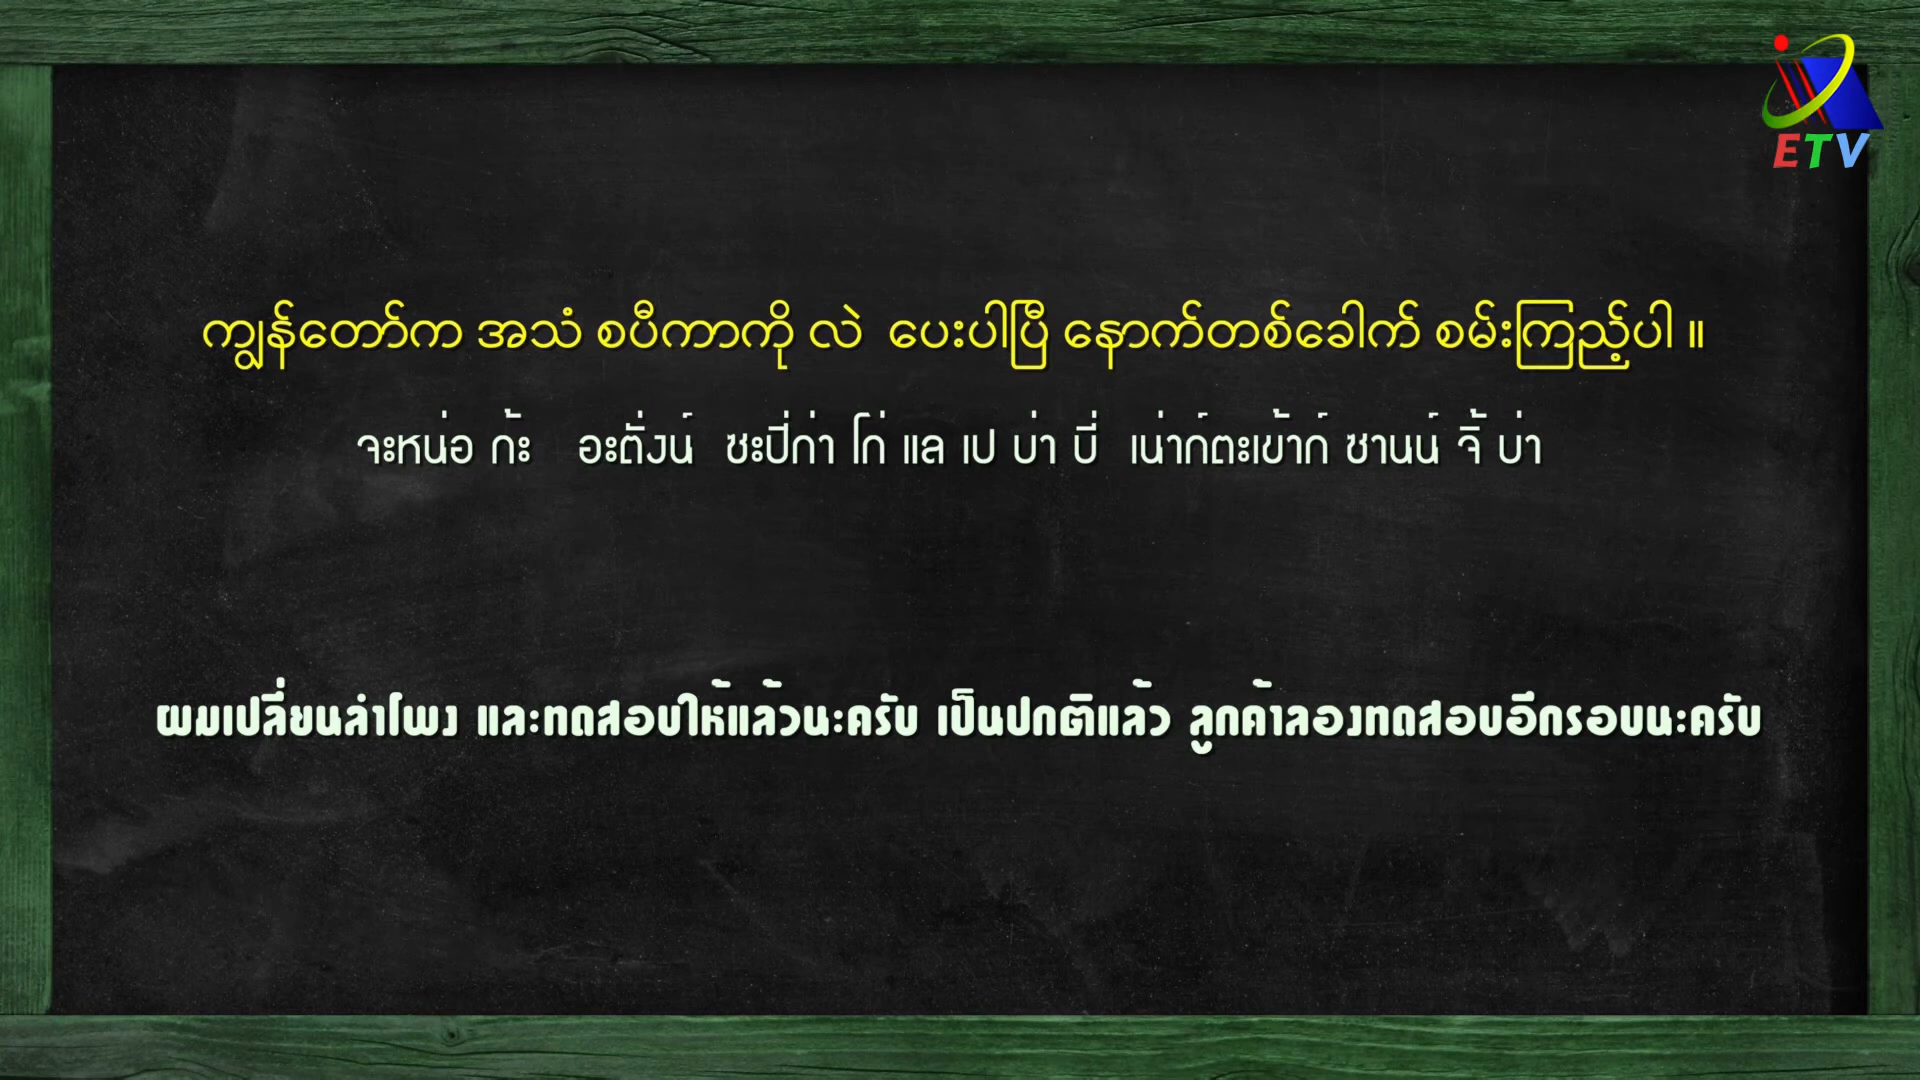 ETV
ကျွန်တော်က အသံ စပီကာကို လဲ ပေးပါပြီ နောက်တစ်ခေါက် စမ်းကြည့်ပါ ။
จะหน่อ ก้ะ อะตั่งน์ ซะปี่ก่า โก่ แล เป บ่า บี่ เน่าก์ตะเข้าก์ ซานน์ จิ้ บ่า
ผมเปลี่ยนลำโพง และทดสอบให้แล้วนะครับ เป็นปกติแล้ว ลูกค้าลองทดสอบอีกรอบนะครับ